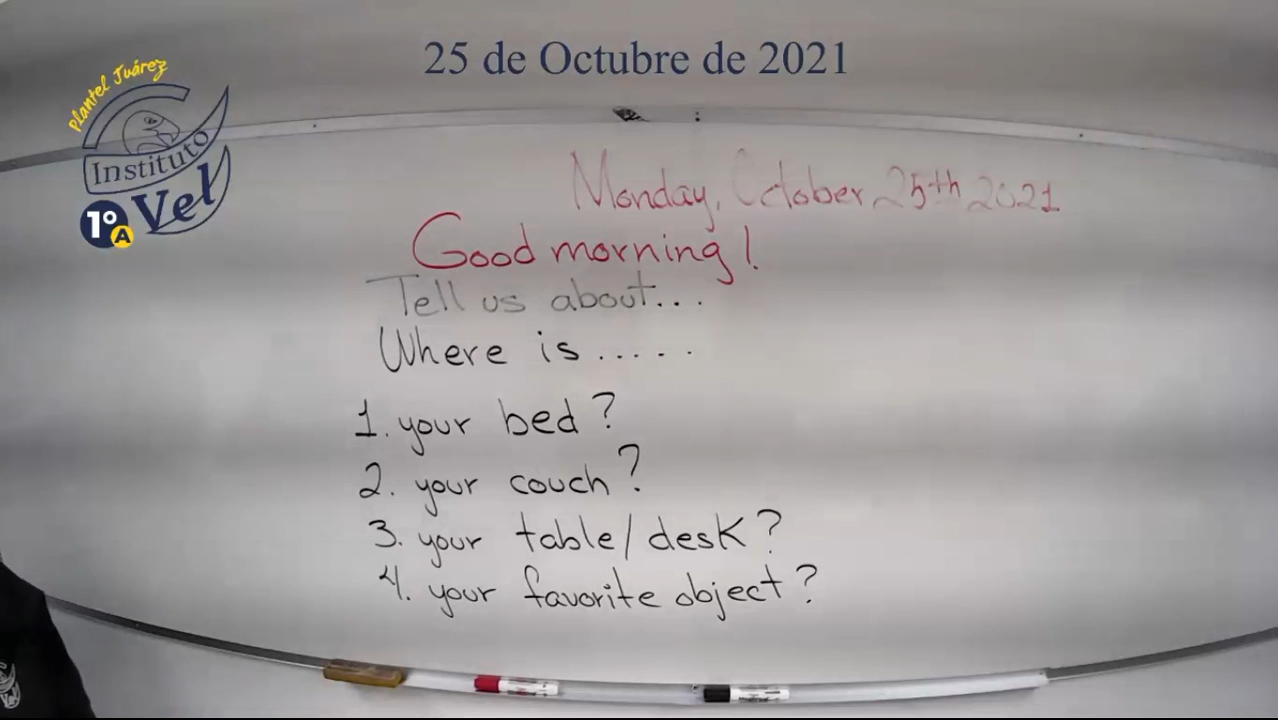 25 de Octubre de 2021
Plantel Juárez
Instituto
Vel
1º A
Monday, October 25th 2021
Good morning!
Tell us about...
Where is .....
1. your bed?
2. your couch?
3. your table/desk?
4. your favorite object?